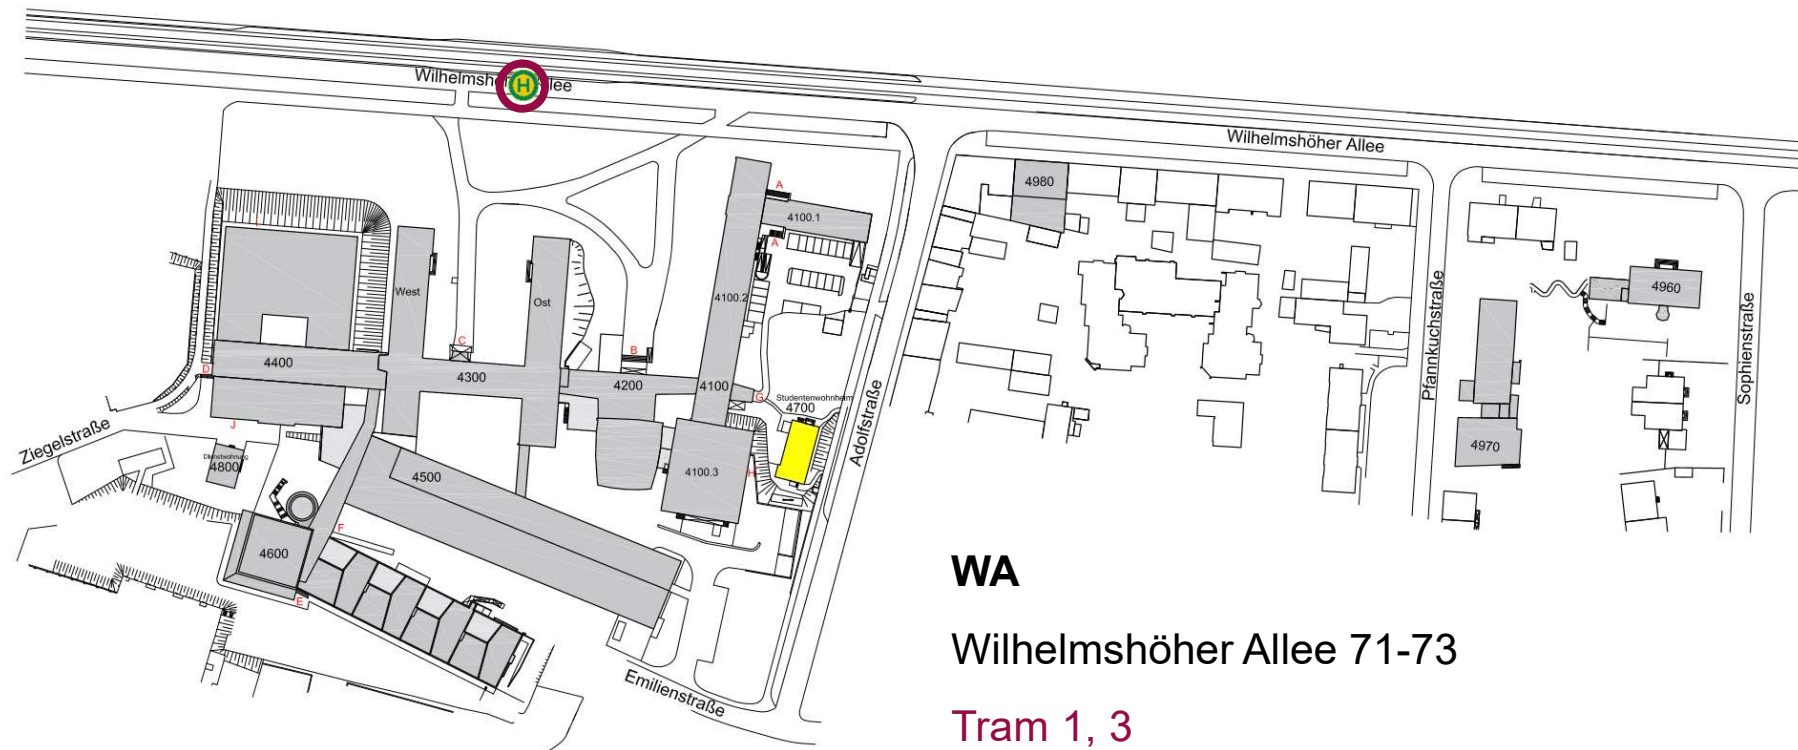 Wilhelmshöher Allee
H
Wilhelmshöher Allee
A
4980
4100.1
A
I
West
Ost
4100.2
4960
C
B
D
4400
4300
4200
4100
G
Studentenwohnheim
4700
Adolfstraße
Pfannkuchstraße
Sophienstraße
J
Ziegelstraße
Dienstwohnung
4800
4500
4100.3
H
4970
F
4600
E
WA
Wilhelmshöher Allee 71-73
Emilienstraße
Tram 1, 3